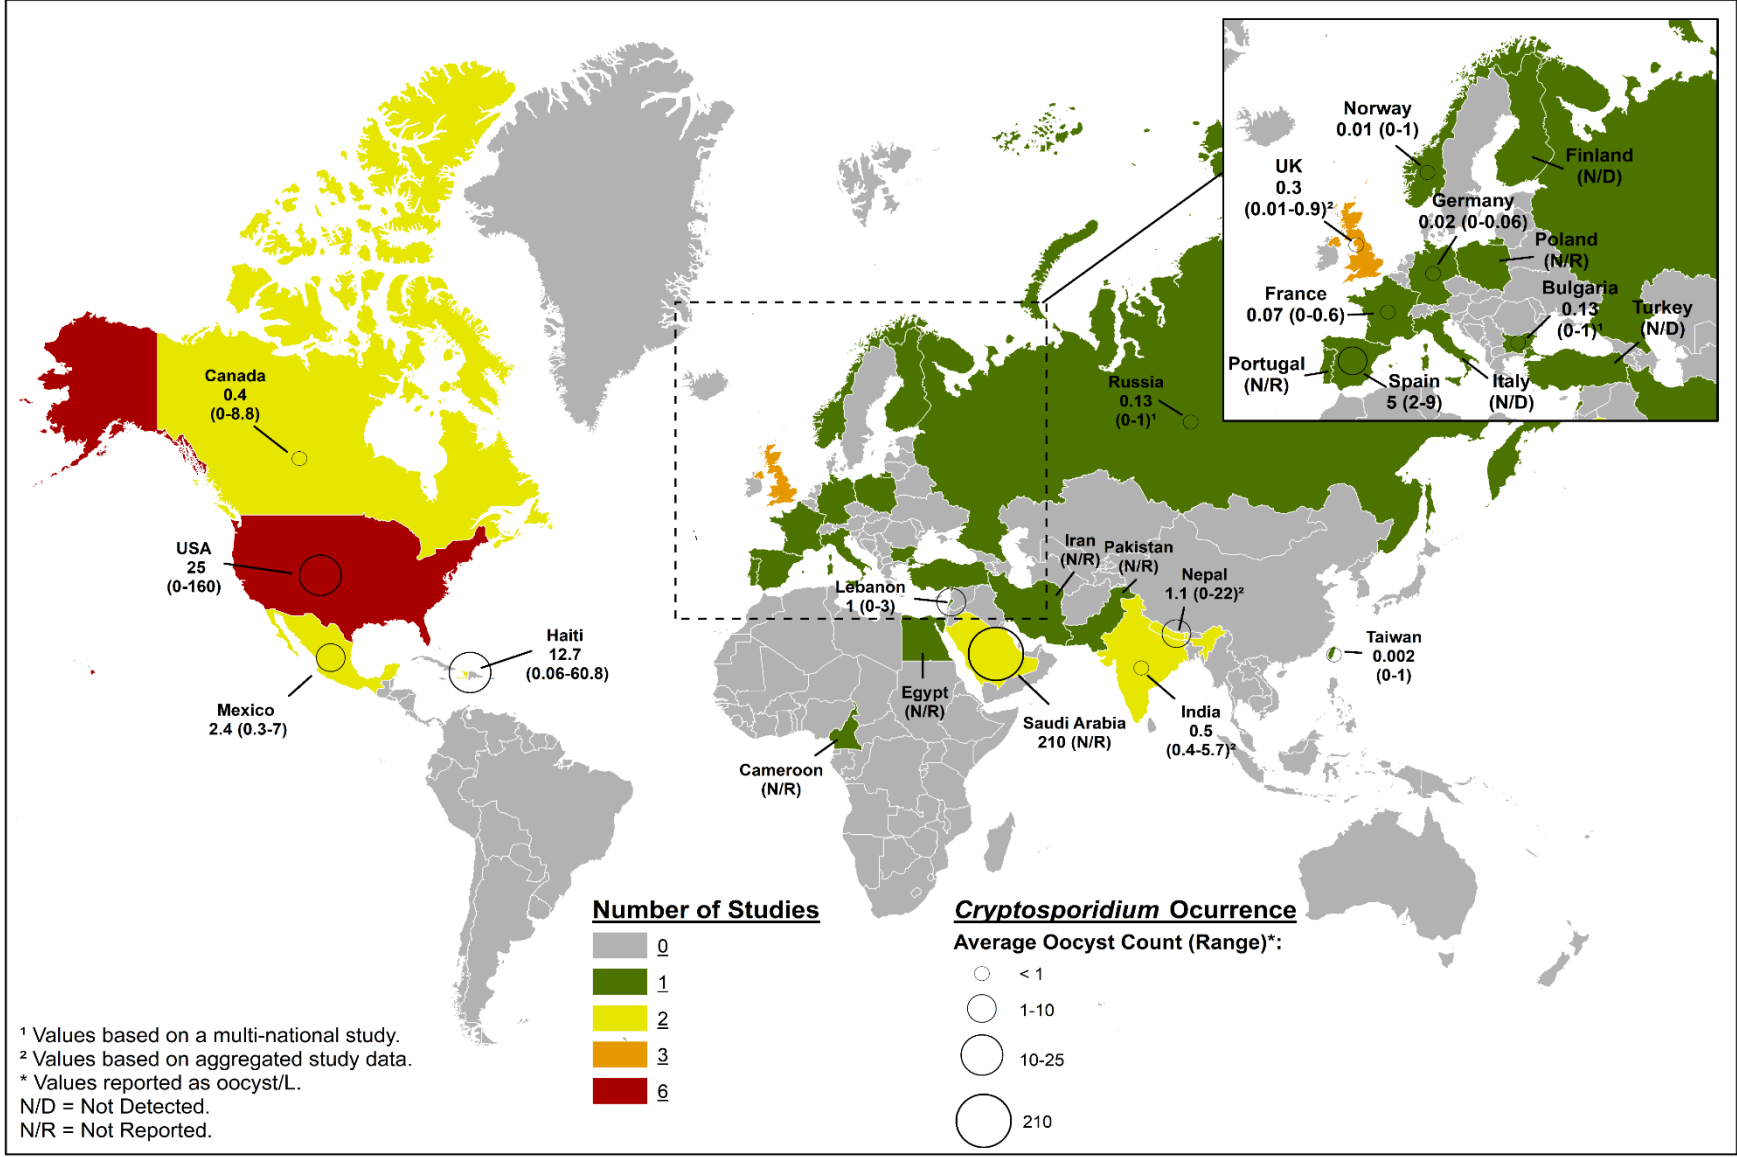 Norway
0.01 (0-1)
Finland
(N/D)
UK
0.3
(0.01-0.9)²
Germany
0.02 (0-0.06)
Poland
(N/R)
France
0.07 (0-0.6)
Bulgaria
0.13
(0-1)¹
Turkey
(N/D)
Portugal
(N/R)
Spain
5 (2-9)
Italy
(N/D)
Canada
0.4
(0-8.8)
Russia
0.13
(0-1)¹
USA
25
(0-160)
Iran
(N/R)
Pakistan
(N/R)
Nepal
1.1 (0-22)²
Lebanon
1 (0-3)
Haiti
12.7
(0.06-60.8)
Taiwan
0.002
(0-1)
Mexico
2.4 (0.3-7)
Egypt
(N/R)
Saudi Arabia
210 (N/R)
India
0.5
(0.4-5.7)²
Cameroon
(N/R)
Number of Studies
0
1
2
3
6
Cryptosporidium Ocurrence
Average Oocyst Count (Range)*:
< 1
1-10
10-25
210
¹ Values based on a multi-national study.
² Values based on aggregated study data.
* Values reported as oocyst/L.
N/D = Not Detected.
N/R = Not Reported.